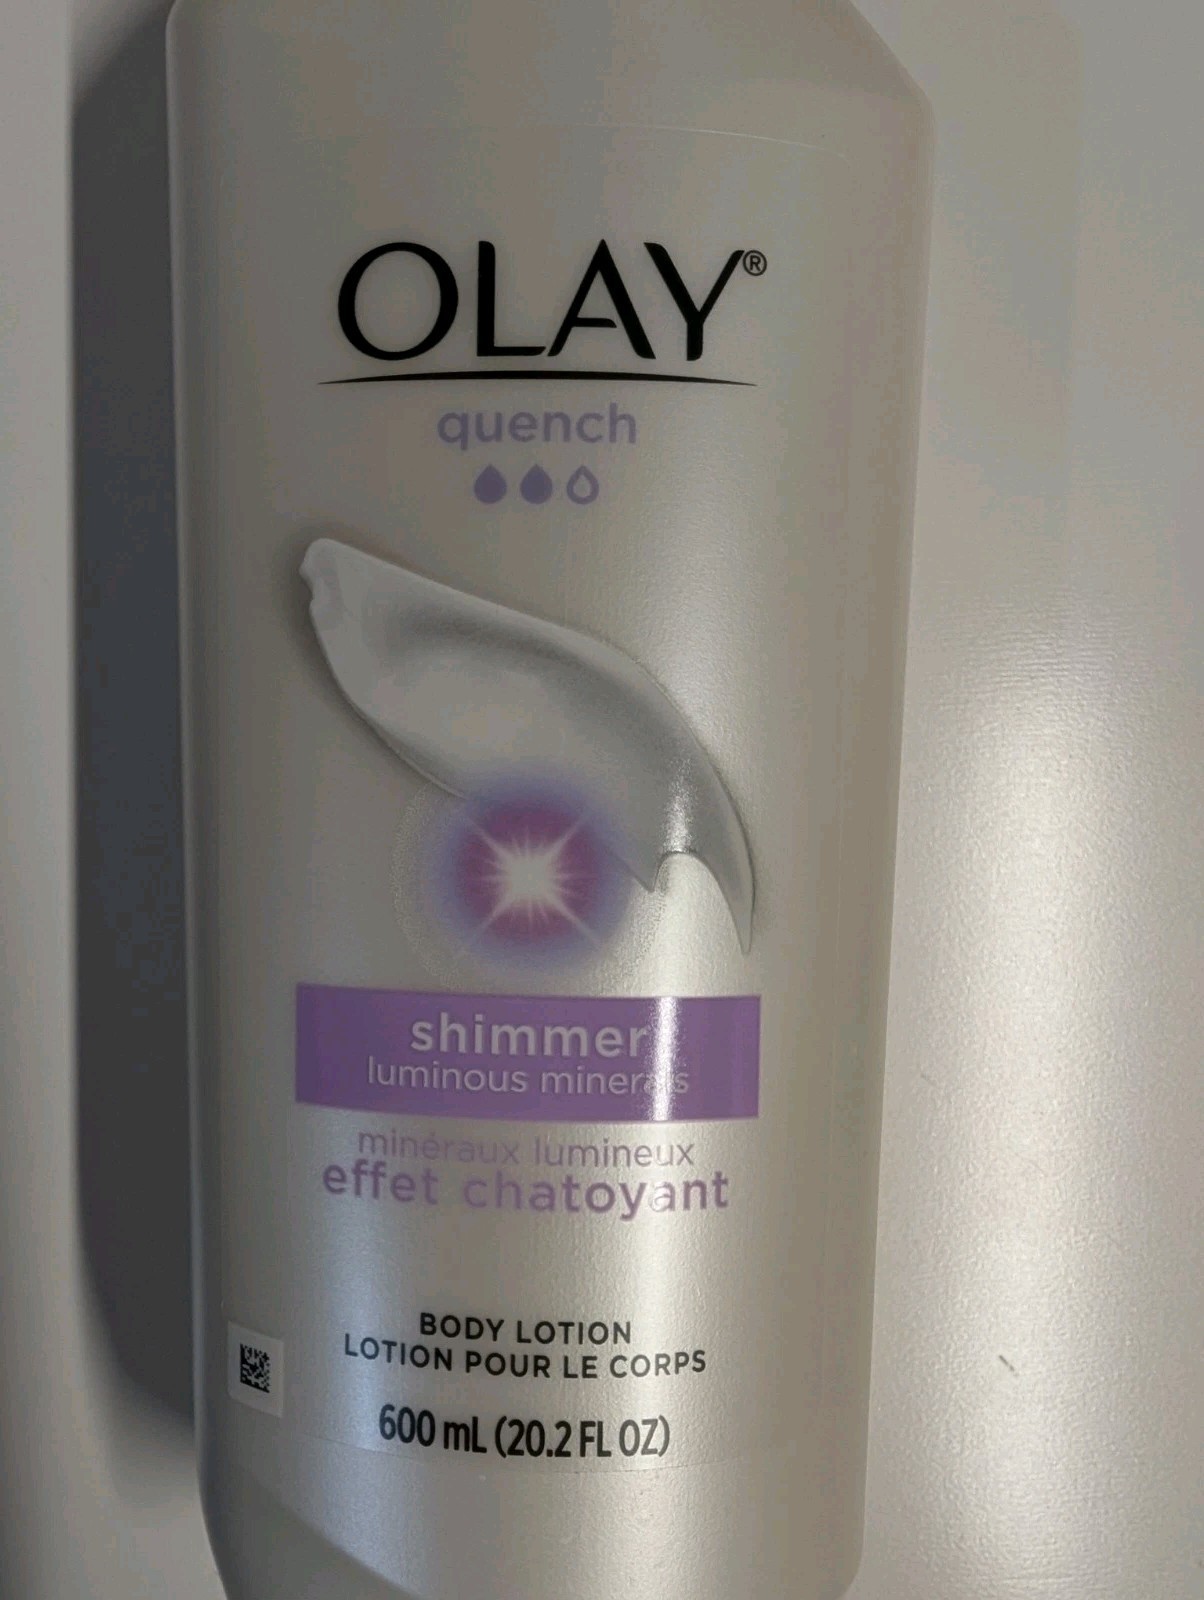 OLAY®
quench
shimmer
luminous minerals
minéraux lumineux
effet chatoyant
BODY LOTION
LOTION POUR LE CORPS
600 mL (20.2 FL OZ)